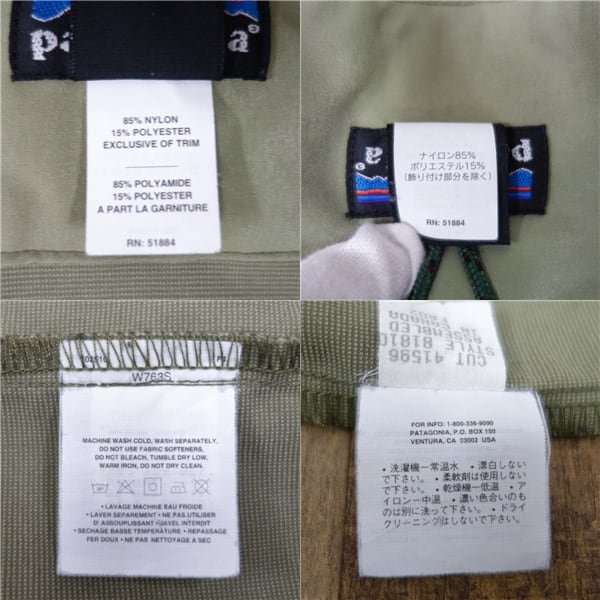 85% NYLON
15% POLYESTER
EXCLUSIVE OF TRIM
85% POLYAMIDE
15% POLYESTER
A PART LA GARNITURE
RN: 51884
ナイロン85%
ポリエステル15%
(飾り付け部分を除く)
RN: 51884
W763S
MACHINE WASH COLD, WASH SEPARATELY,
DO NOT USE FABRIC SOFTENERS,
DO NOT BLEACH, TUMBLE DRY LOW,
WARM IRON, DO NOT DRY CLEAN
• LAVAGE MACHINE EAU FROIDE
• LAVER SEPAREMENT • NE PAS UTILISER
D'ASSOUPLISSANT •JAVEL INTERDIT
• SECHAGE BASSE TEMPERATURE • REPASSAGE
FER DOUX • NE PAS NETTOYAGE A SEC
CUT 41596
STYLE 81810
ASSEMBLED
IN
CANADA
FOR INFO: 1-800-336-9090
PATAGONIA, P.O. BOX 150
VENTURA, CA 93002 USA
・洗濯機一常温水 ・漂白しない
で下さい。・柔軟剤は使用しない
で下さい。・乾燥機一低温 ・ア
イロン一中温 ・濃い色合いのも
のは別に洗って下さい。・ドライ
クリーニングはしないで下さい。